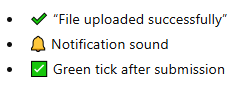 • ✔ “File uploaded successfully”
• 🔔 Notification sound
• ✅ Green tick after submission